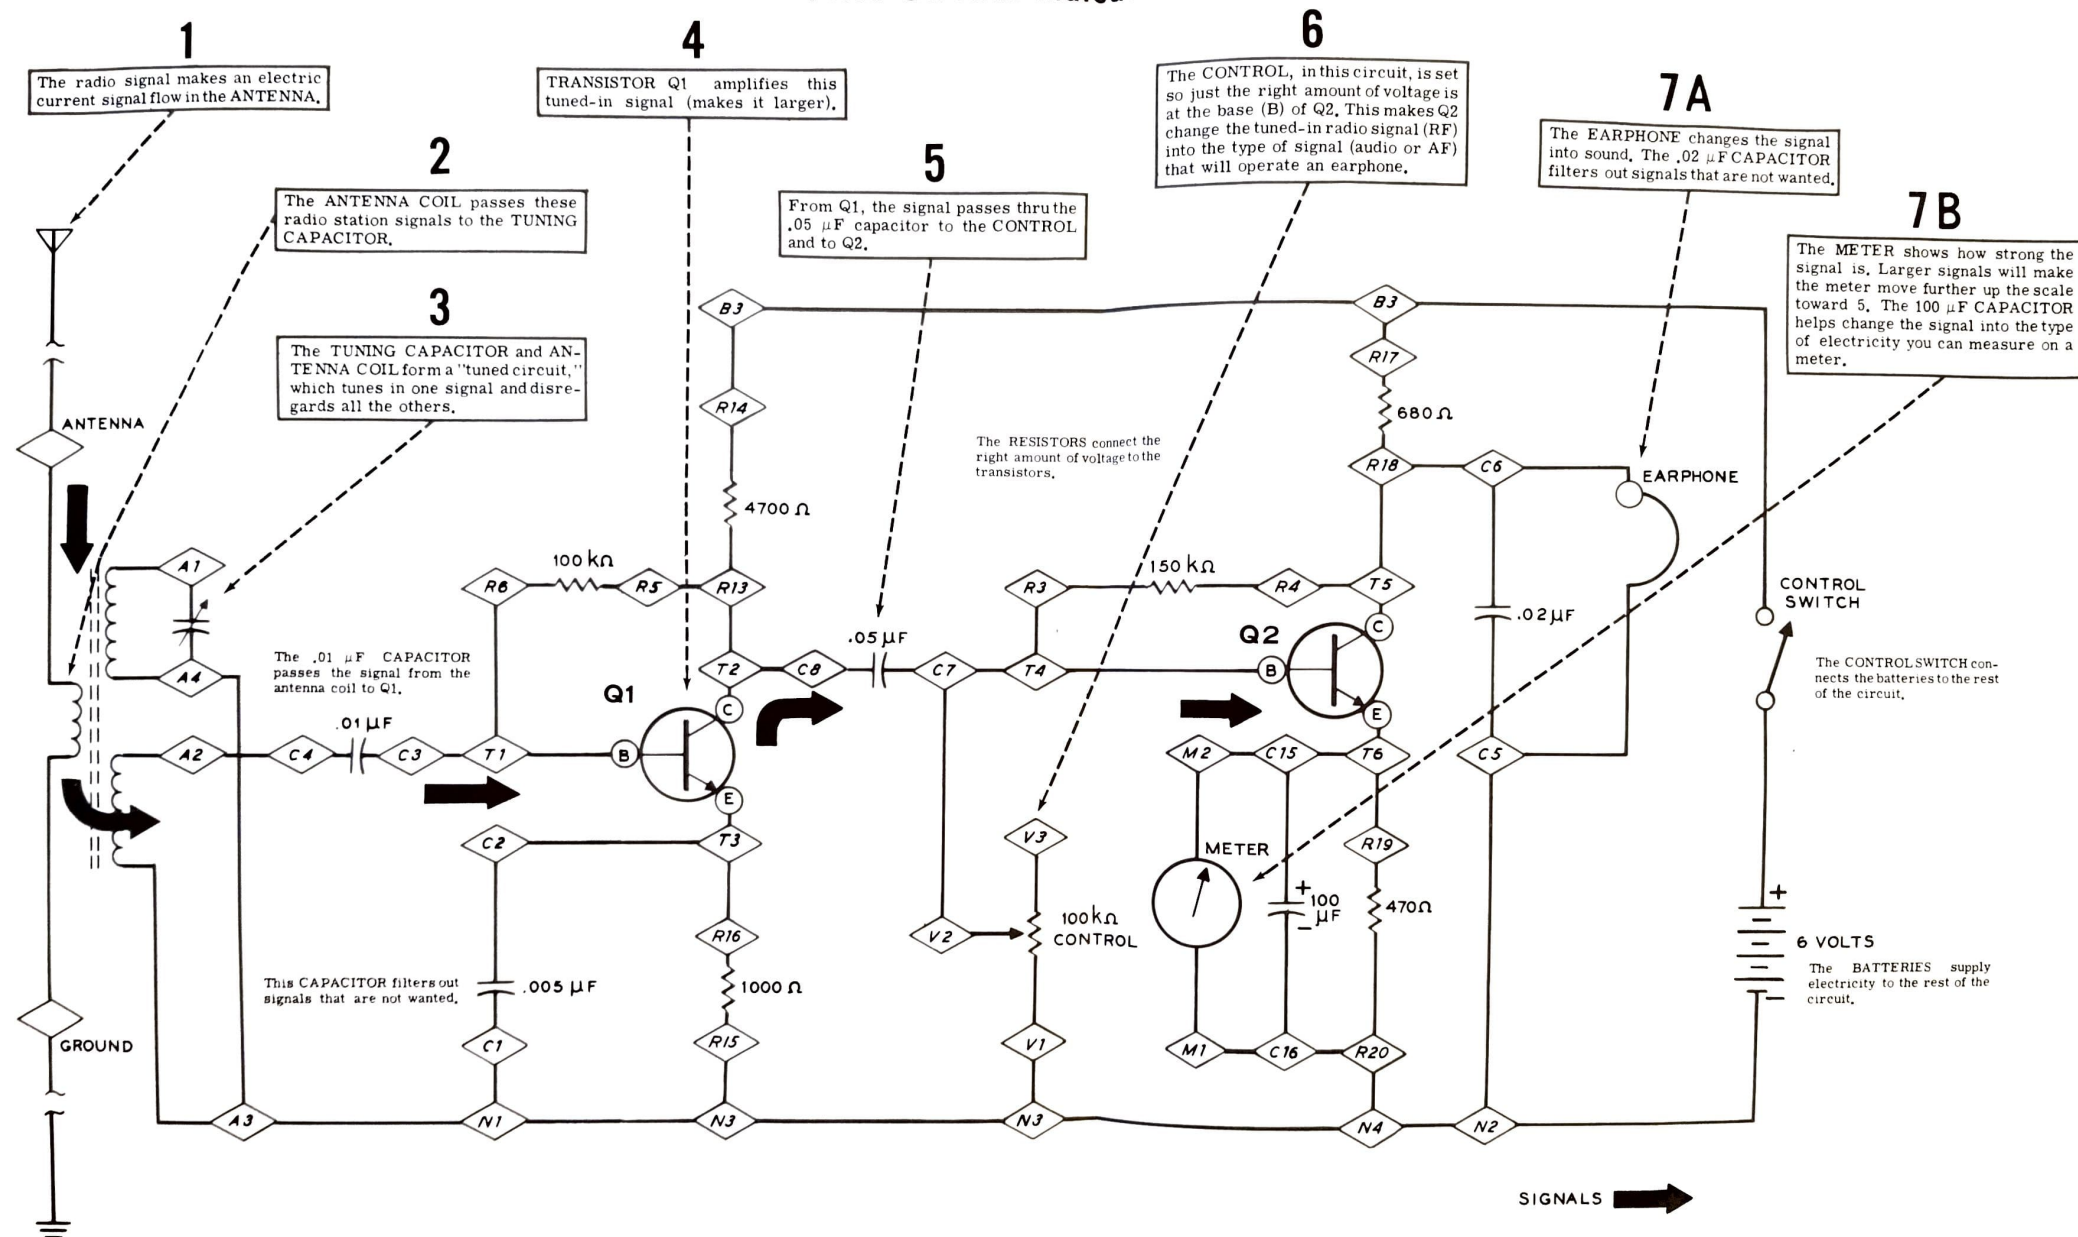 1
The radio signal makes an electric
current signal flow in the ANTENNA.
2
The ANTENNA COIL passes these
radio station signals to the TUNING
CAPACITOR.
3
The TUNING CAPACITOR and AN-
TENNA COIL form a "tuned circuit,"
which tunes in one signal and disre-
gards all the others.
4
TRANSISTOR Q1 amplifies this
tuned-in signal (makes it larger).
5
From Q1, the signal passes thru the
.05 μF capacitor to the CONTROL
and to Q2.
6
The CONTROL, in this circuit, is set
so just the right amount of voltage is
at the base (B) of Q2. This makes Q2
change the tuned-in radio signal (RF)
into the type of signal (audio or AF)
that will operate an earphone.
7A
The EARPHONE changes the signal
into sound. The .02 μF CAPACITOR
filters out signals that are not wanted.
7B
The METER shows how strong the
signal is. Larger signals will make
the meter move further up the scale
toward 5. The 100 μF CAPACITOR
helps change the signal into the type
of electricity you can measure on a
meter.
B3
B3
R17
R14
680Ω
ANTENNA
The RESISTORS connect the
right amount of voltage to the
transistors.
R18
C6
EARPHONE
4700 Ω
A1
100 kΩ
R6
R5
R13
150 kΩ
R3
R4
T5
CONTROL
SWITCH
.02 μF
C
Q2
.05 μF
The .01 μF CAPACITOR
passes the signal from the
antenna coil to Q1.
A4
T2
C8
C7
T4
B
The CONTROL SWITCH con-
nects the batteries to the rest
of the circuit.
Q1
C
E
.01 μF
A2
C4
C3
T1
B
M2
C15
T6
C5
E
C2
T3
V3
METER
R19
+
100
μF
−
470Ω
+
R16
V2
100kΩ
CONTROL
6 VOLTS
The BATTERIES supply
electricity to the rest of the
circuit.
−
This CAPACITOR filters out
signals that are not wanted.
.005 μF
1000 Ω
GROUND
C1
R15
V1
M1
C16
R20
A3
N1
N3
N3
N4
N2
SIGNALS